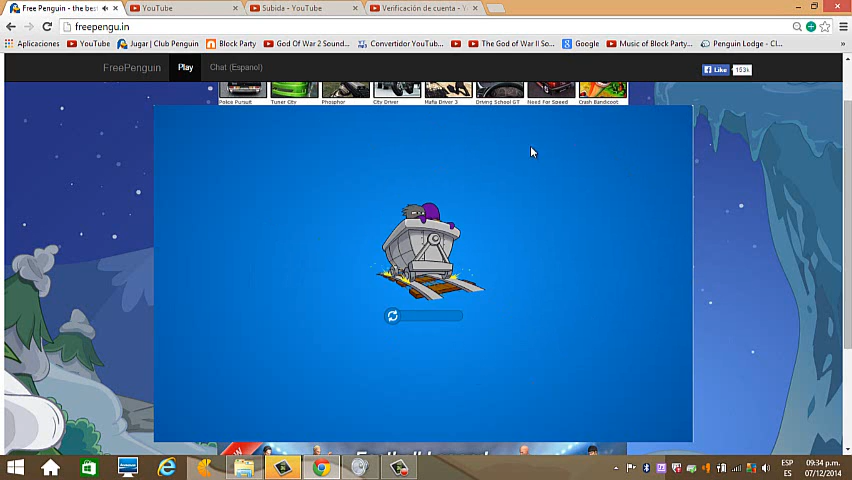 Free Penguin - the best
YouTube
Subida - YouTube
Verificación de cuenta - Y
freepengu.in
Aplicaciones
YouTube
Jugar | Club Penguin
Block Party
God Of War 2 Sound...
Convertidor YouTub...
The God of War II So...
Google
Music of Block Party...
Penguin Lodge - Cl...
FreePenguin
Play
Chat (Espanol)
Like
193k
Police Pursuit
Tuner City
Phosphor
City Driver
Mafia Driver 3
Driving School GT
Need For Speed
Crash Bandicoot
ESP
09:34 p.m.
ES
07/12/2014